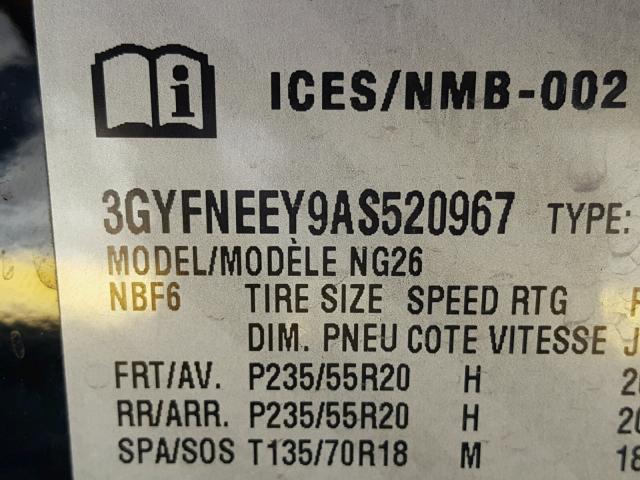 i
ICES/NMB-002
3GYFNEEY9AS520967 TYPE:
MODEL/MODÈLE NG26
NBF6 TIRE SIZE SPEED RTG
DIM. PNEU COTE VITESSE
FRT/AV. P235/55R20 H
RR/ARR. P235/55R20 H
SPA/SOS T135/70R18 M